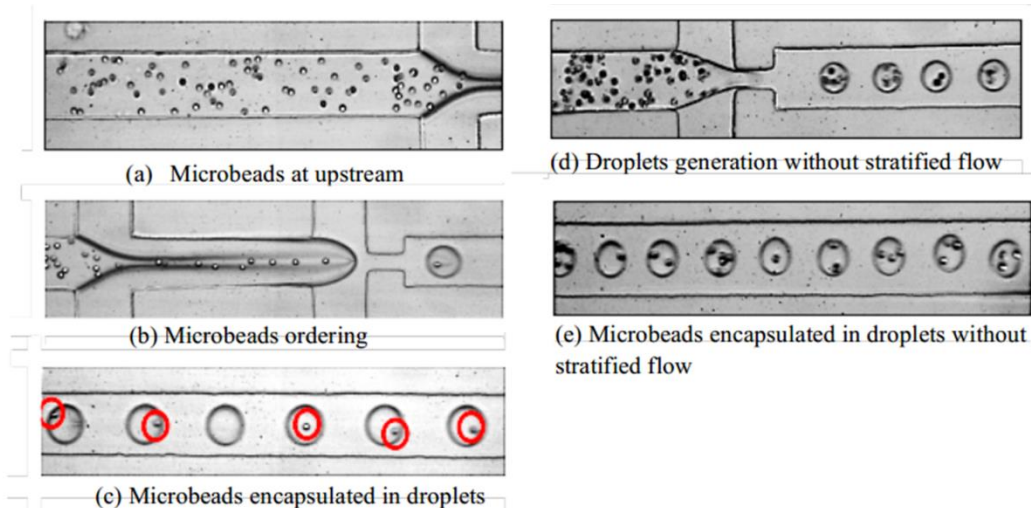 (a) Microbeads at upstream
(b) Microbeads ordering
(c) Microbeads encapsulated in droplets
(d) Droplets generation without stratified flow
(e) Microbeads encapsulated in droplets without
stratified flow